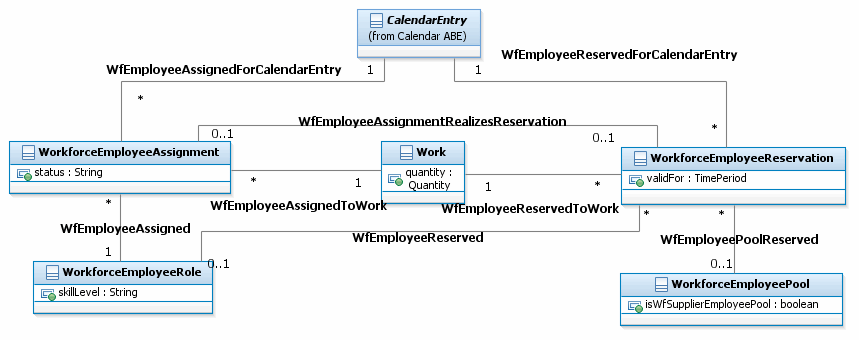 CalendarEntry
(from Calendar ABE)
WfEmployeeAssignedForCalendarEntry
1
1
WfEmployeeReservedForCalendarEntry
*
*
WfEmployeeAssignmentRealizesReservation
0..1
0..1
WorkforceEmployeeAssignment
status : String
Work
quantity :
Quantity
WorkforceEmployeeReservation
validFor : TimePeriod
*
1
1
*
WfEmployeeAssignedToWork
WfEmployeeReservedToWork
*
*
*
WfEmployeeAssigned
WfEmployeeReserved
WfEmployeePoolReserved
1
0..1
0..1
WorkforceEmployeeRole
skillLevel : String
WorkforceEmployeePool
isWfSupplierEmployeePool : boolean